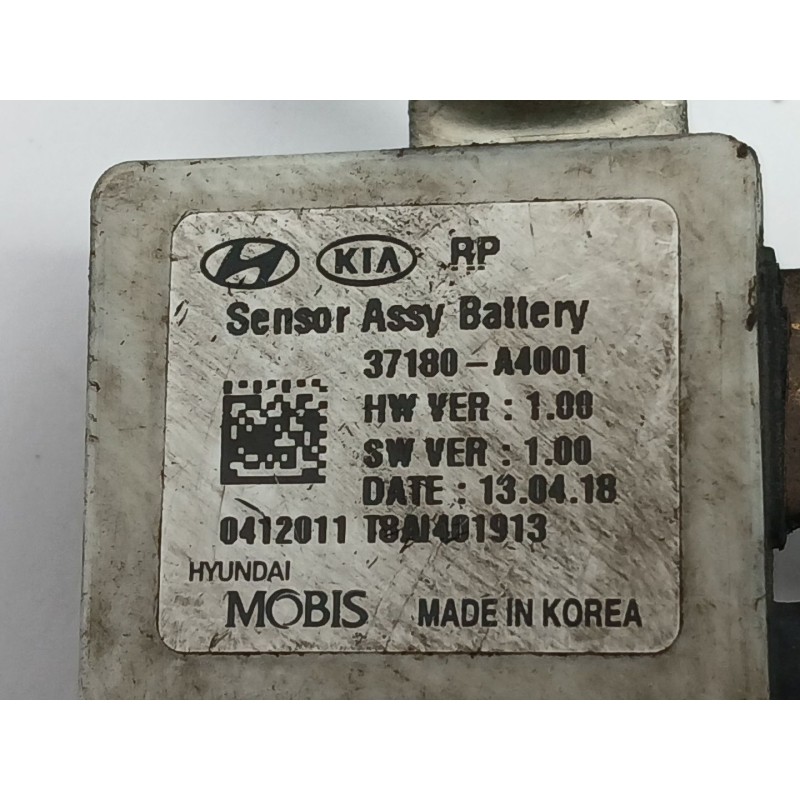 KIA RP
Sensor Assy Battery
37180-A4001
HW VER : 1.00
SW VER : 1.00
DATE : 13.04.18
0412011 T8AI401913
HYUNDAI
MOBIS MADE IN KOREA